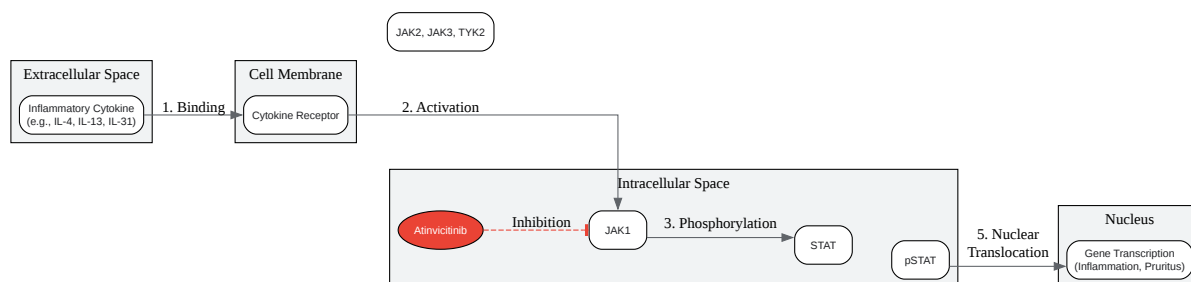 JAK2, JAK3, TYK2
Extracellular Space
Inflammatory Cytokine
(e.g., IL-4, IL-13, IL-31)
1. Binding
Cell Membrane
Cytokine Receptor
2. Activation
Intracellular Space
Atinvicitinib
Inhibition
JAK1
3. Phosphorylation
STAT
pSTAT
5. Nuclear
Translocation
Nucleus
Gene Transcription
(Inflammation, Pruritus)